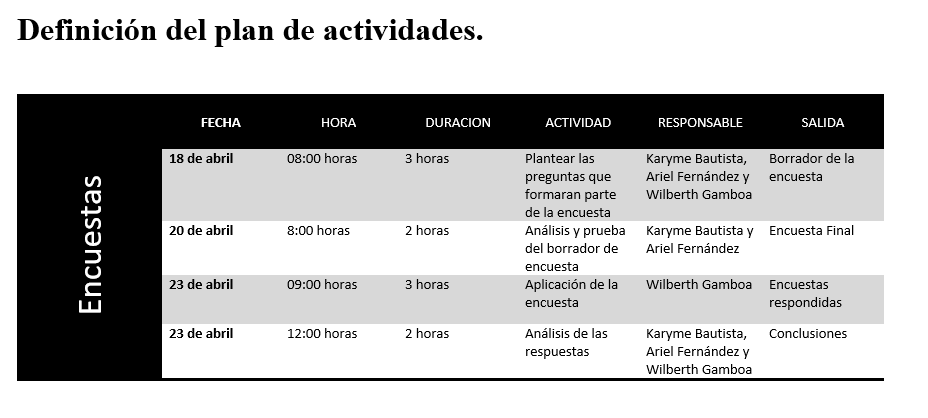 Definición del plan de actividades.
Encuestas
FECHA HORA DURACION ACTIVIDAD RESPONSABLE SALIDA
18 de abril 08:00 horas 3 horas Plantear las Karyme Bautista, Borrador de la
preguntas que Ariel Fernández y encuesta
formaran parte Wilberth Gamboa
de la encuesta
20 de abril 8:00 horas 2 horas Análisis y prueba Karyme Bautista y Encuesta Final
del borrador de Ariel Fernández
encuesta
23 de abril 09:00 horas 3 horas Aplicación de la Wilberth Gamboa Encuestas
encuesta respondidas
23 de abril 12:00 horas 2 horas Análisis de las Karyme Bautista, Conclusiones
respuestas Ariel Fernández y
Wilberth Gamboa